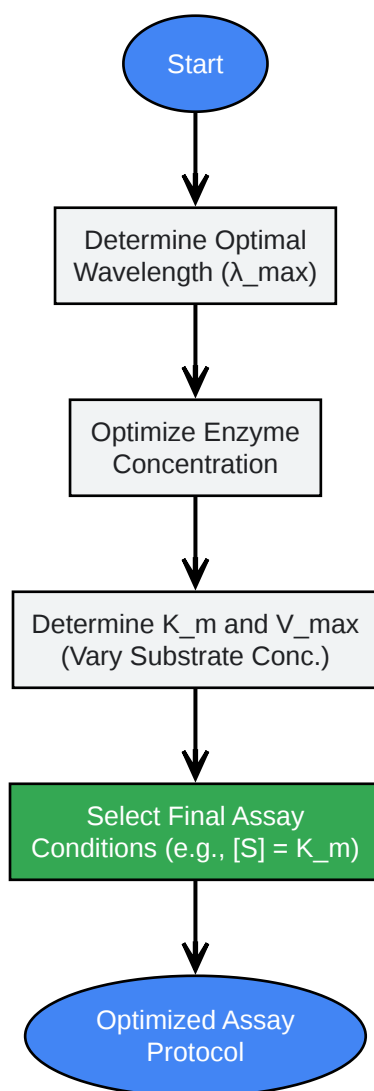 Start
Determine Optimal
Wavelength (λ_max)
Optimize Enzyme
Concentration
Determine K_m and V_max
(Vary Substrate Conc.)
Select Final Assay
Conditions (e.g., [S] = K_m)
Optimized Assay
Protocol